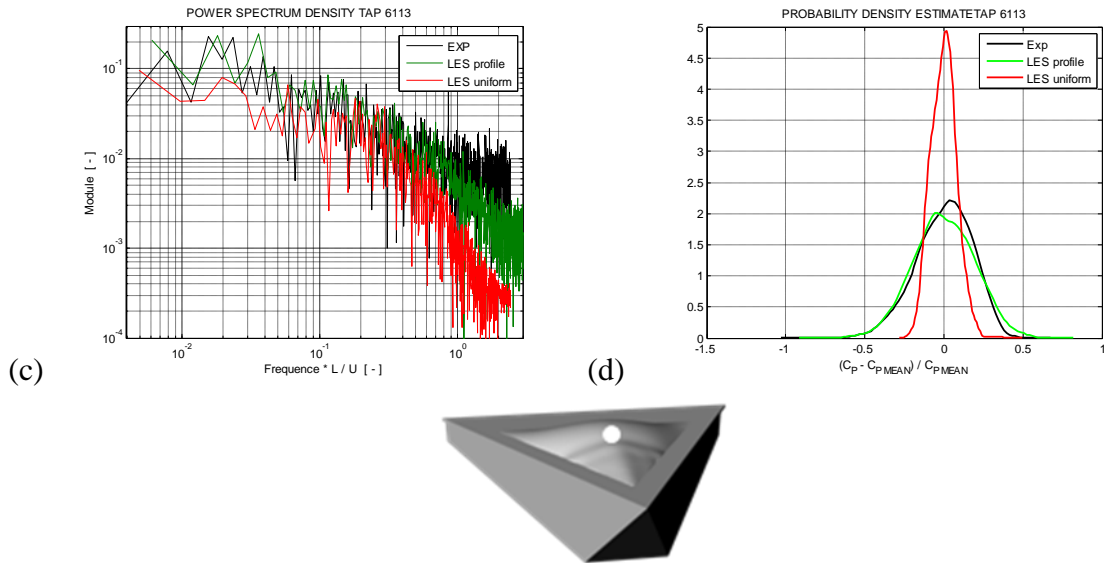 POWER SPECTRUM DENSITY TAP 6113
EXP
LES profile
LES uniform
10^-1
10^-2
10^-3
10^-4
Module [ - ]
10^-2
10^-1
10^0
Frequence * L / U [ - ]
(c)
PROBABILITY DENSITY ESTIMATETAP 6113
Exp
LES profile
LES uniform
5
4.5
4
3.5
3
2.5
2
1.5
1
0.5
0
-1.5
-1
-0.5
0
0.5
1
(C_P - C_P MEAN) / C_P MEAN
(d)